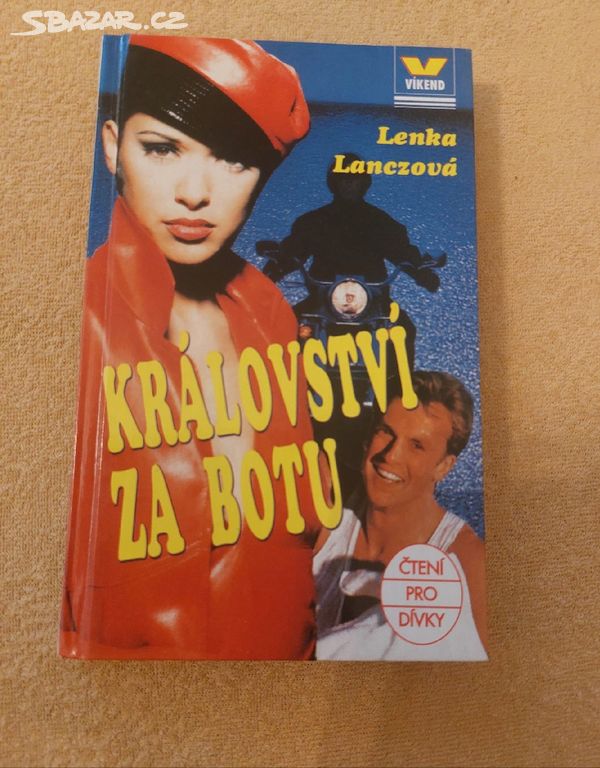 SBAZAR.CZ
VÍKEND
Lenka
Lanczová
KRÁLOVSTVÍ
ZA BOTU
ČTENÍ
PRO
DÍVKY